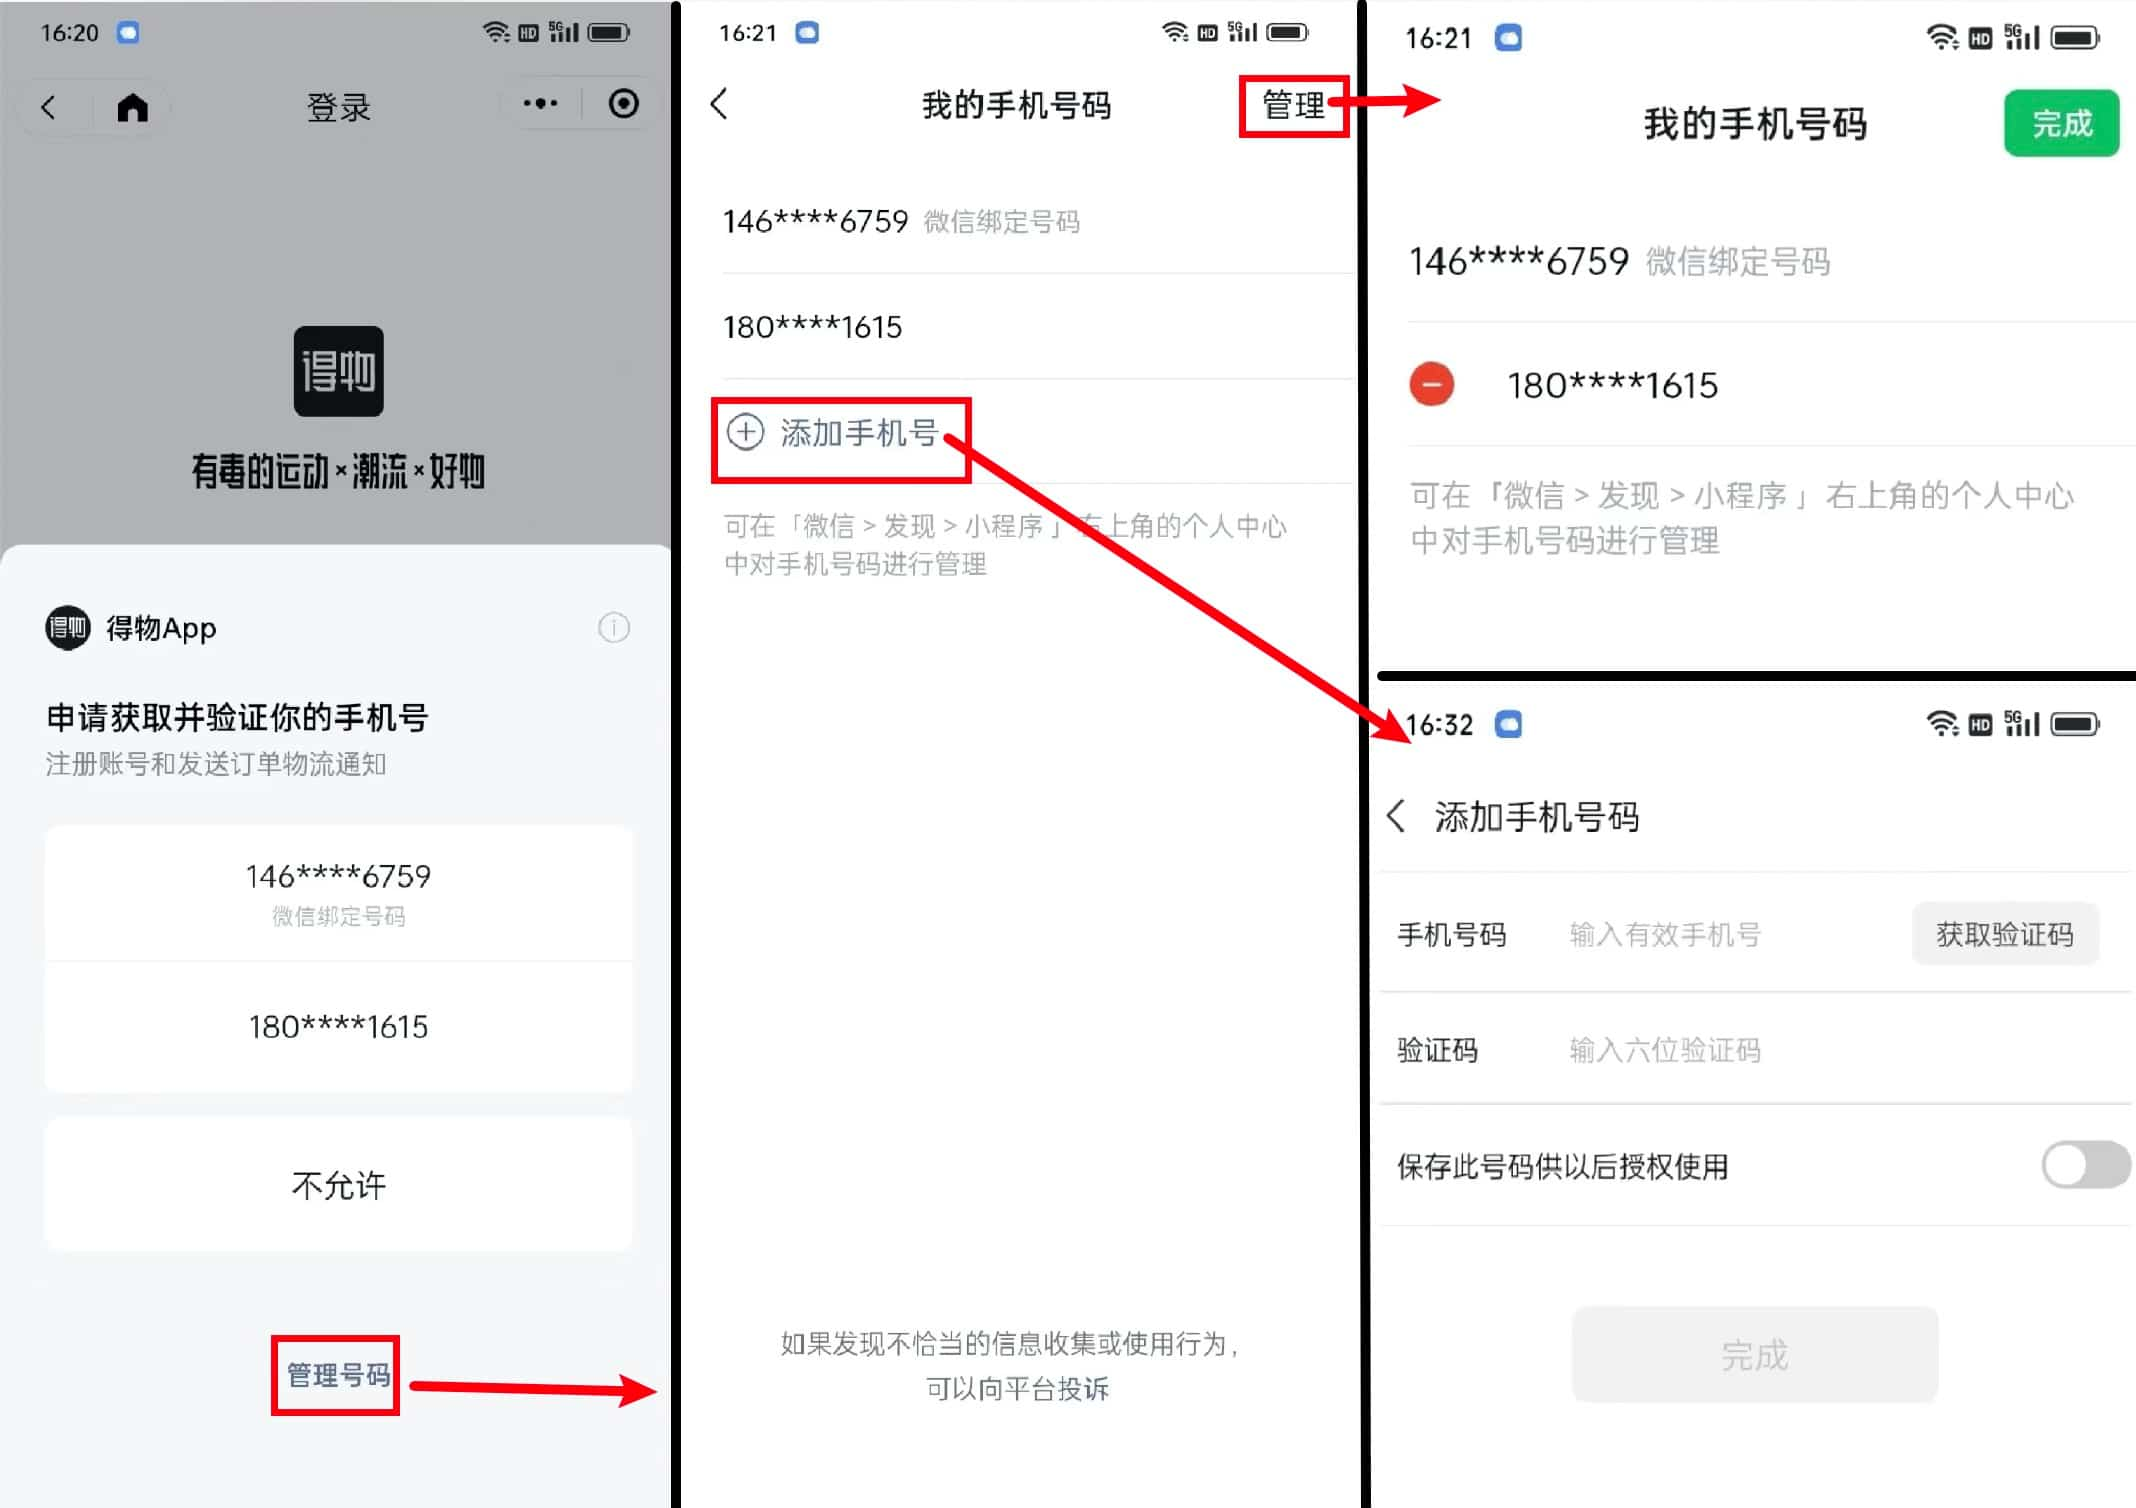 16:20
HD 5G
登录
得物
有毒的运动×潮流×好物
得物 得物App
申请获取并验证你的手机号
注册账号和发送订单物流通知
146****6759
微信绑定号码
180****1615
不允许
管理号码
16:21
HD 5G
我的手机号码
管理
146****6759 微信绑定号码
180****1615
添加手机号
可在「微信 > 发现 > 小程序」右上角的个人中心
中对手机号码进行管理
如果发现不恰当的信息收集或使用行为，
可以向平台投诉
16:21
HD 5G
我的手机号码
完成
146****6759 微信绑定号码
180****1615
可在「微信 > 发现 > 小程序」右上角的个人中心
中对手机号码进行管理
16:32
HD 5G
添加手机号码
手机号码 输入有效手机号 获取验证码
验证码 输入六位验证码
保存此号码供以后授权使用
完成